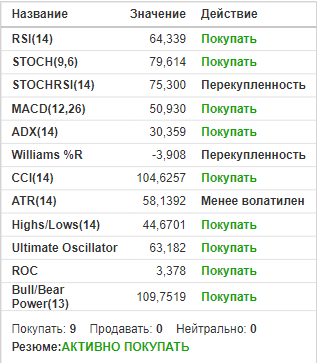 Название Значение Действие
RSI(14) 64,339 Покупать
STOCH(9,6) 79,614 Покупать
STOCHRSI(14) 75,300 Перекупленность
MACD(12,26) 50,930 Покупать
ADX(14) 30,359 Покупать
Williams %R -3,908 Перекупленность
CCI(14) 104,6257 Покупать
ATR(14) 58,1392 Менее волатилен
Highs/Lows(14) 44,6701 Покупать
Ultimate Oscillator 63,182 Покупать
ROC 3,378 Покупать
Bull/Bear
Power(13) 109,7519 Покупать
Покупать: 9 Продавать: 0 Нейтрально: 0
Резюме:АКТИВНО ПОКУПАТЬ